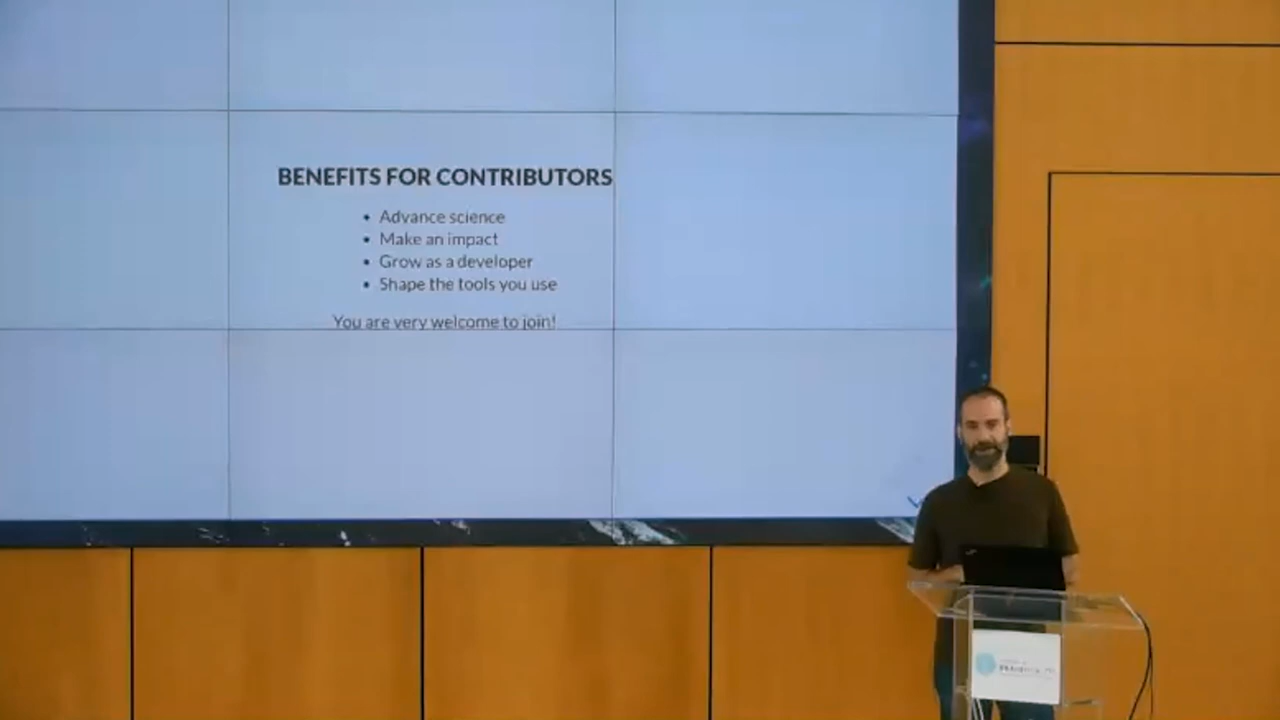 BENEFITS FOR CONTRIBUTORS
• Advance science
• Make an impact
• Grow as a developer
• Shape the tools you use
You are very welcome to join!